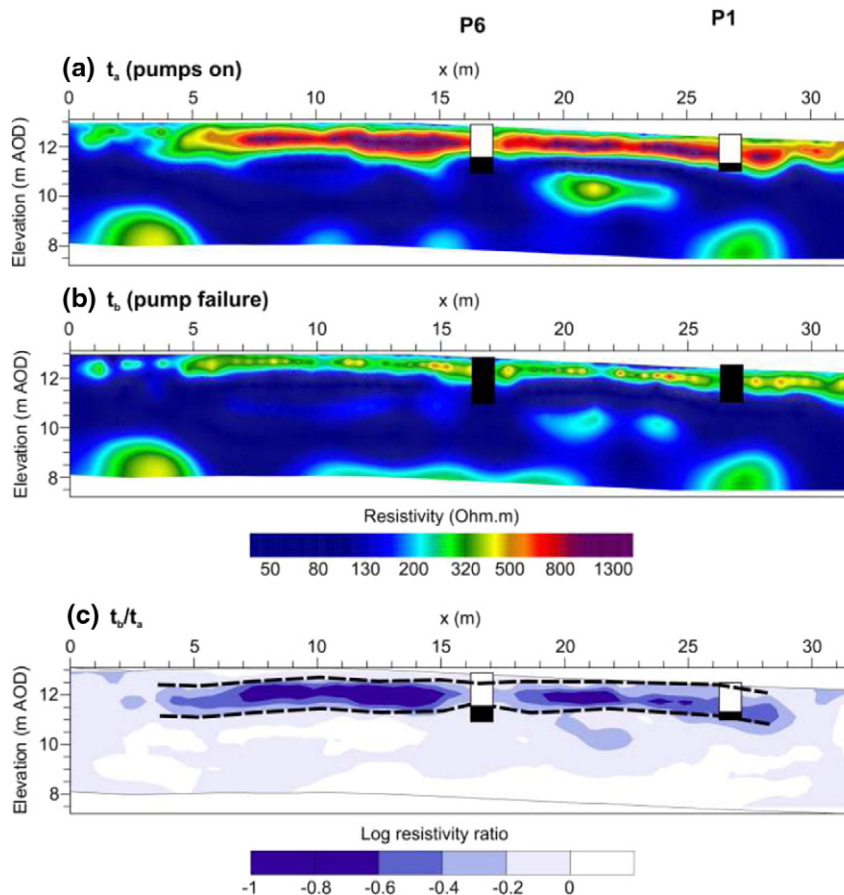 P6 P1
(a) ta (pumps on)
x (m)
0 5 10 15 20 25 30
Elevation (m AOD)
12
10
8
(b) tb (pump failure)
x (m)
0 5 10 15 20 25 30
Elevation (m AOD)
12
10
8
Resistivity (Ohm.m)
50 80 130 200 320 500 800 1300
(c) tb/ta
x (m)
0 5 10 15 20 25 30
Elevation (m AOD)
12
10
8
Log resistivity ratio
-1 -0.8 -0.6 -0.4 -0.2 0